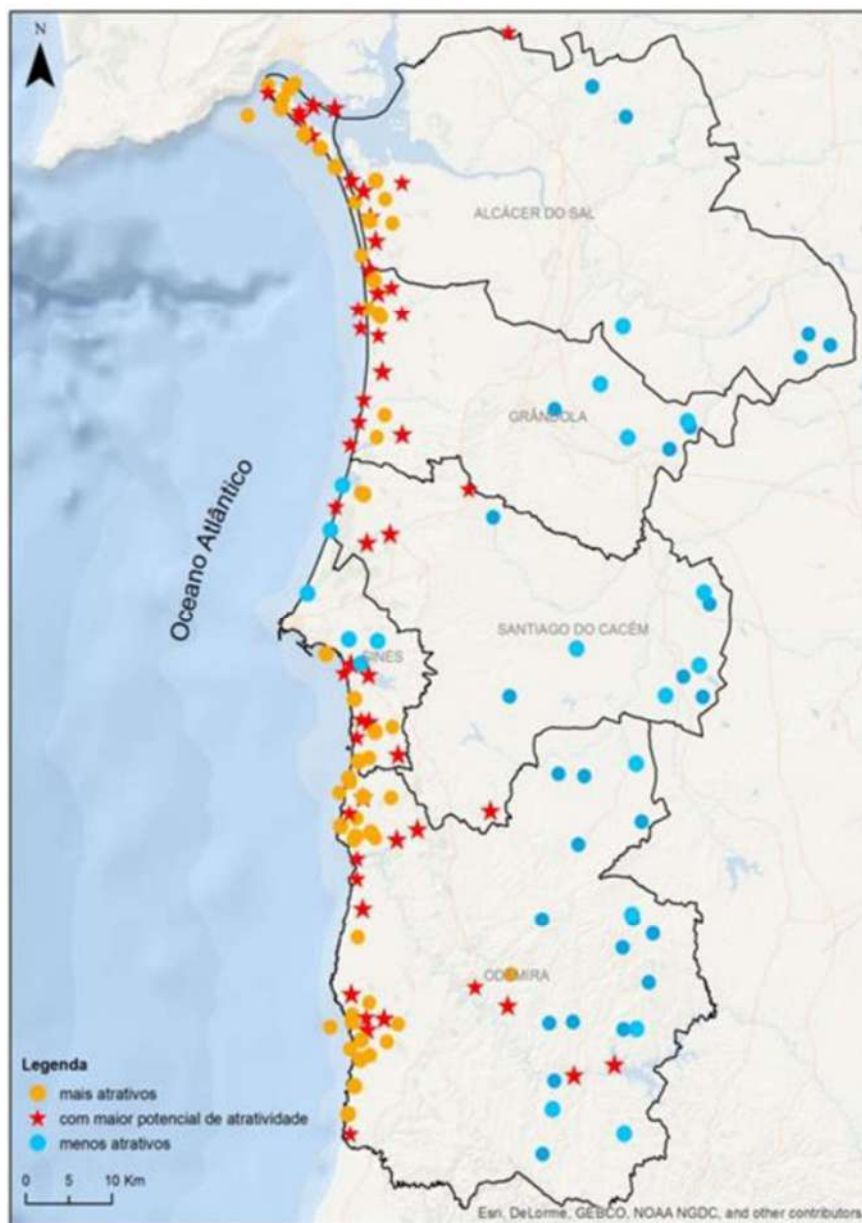 N
ALCÁCER DO SAL
GRÂNDOLA
Oceano Atlântico
SANTIAGO DO CACÉM
SINES
ODEMIRA
Legenda
mais atrativos
com maior potencial de atratividade
menos atrativos
0 5 10 Km
Esri, DeLorme, GEBCO, NOAA NGDC, and other contributors